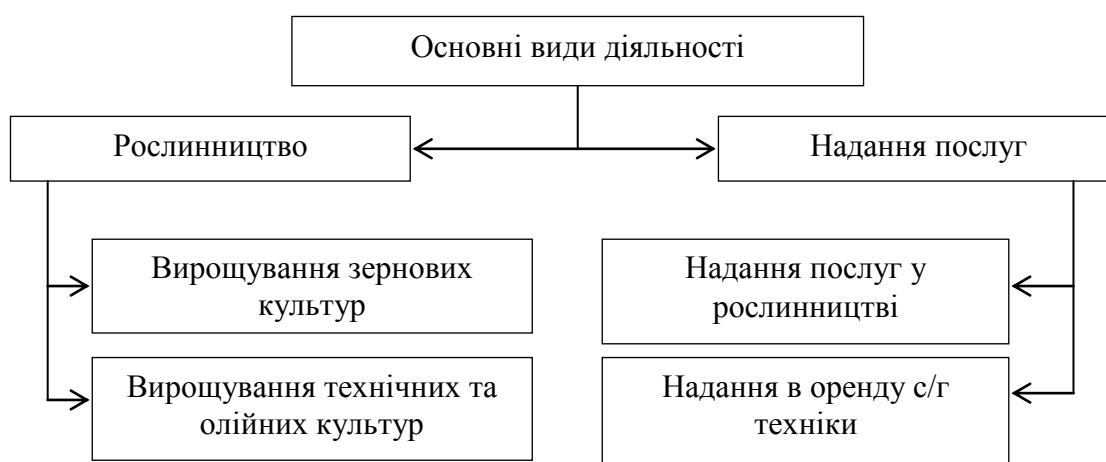 Основні види діяльності
Рослинництво
Надання послуг
Вирощування зернових
культур
Надання послуг у
рослинництві
Вирощування технічних та
олійних культур
Надання в оренду с/г
техніки